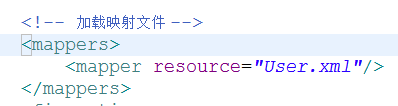 <!-- 加载映射文件 -->
<mappers>
<mapper resource="User.xml"/>
</mappers>